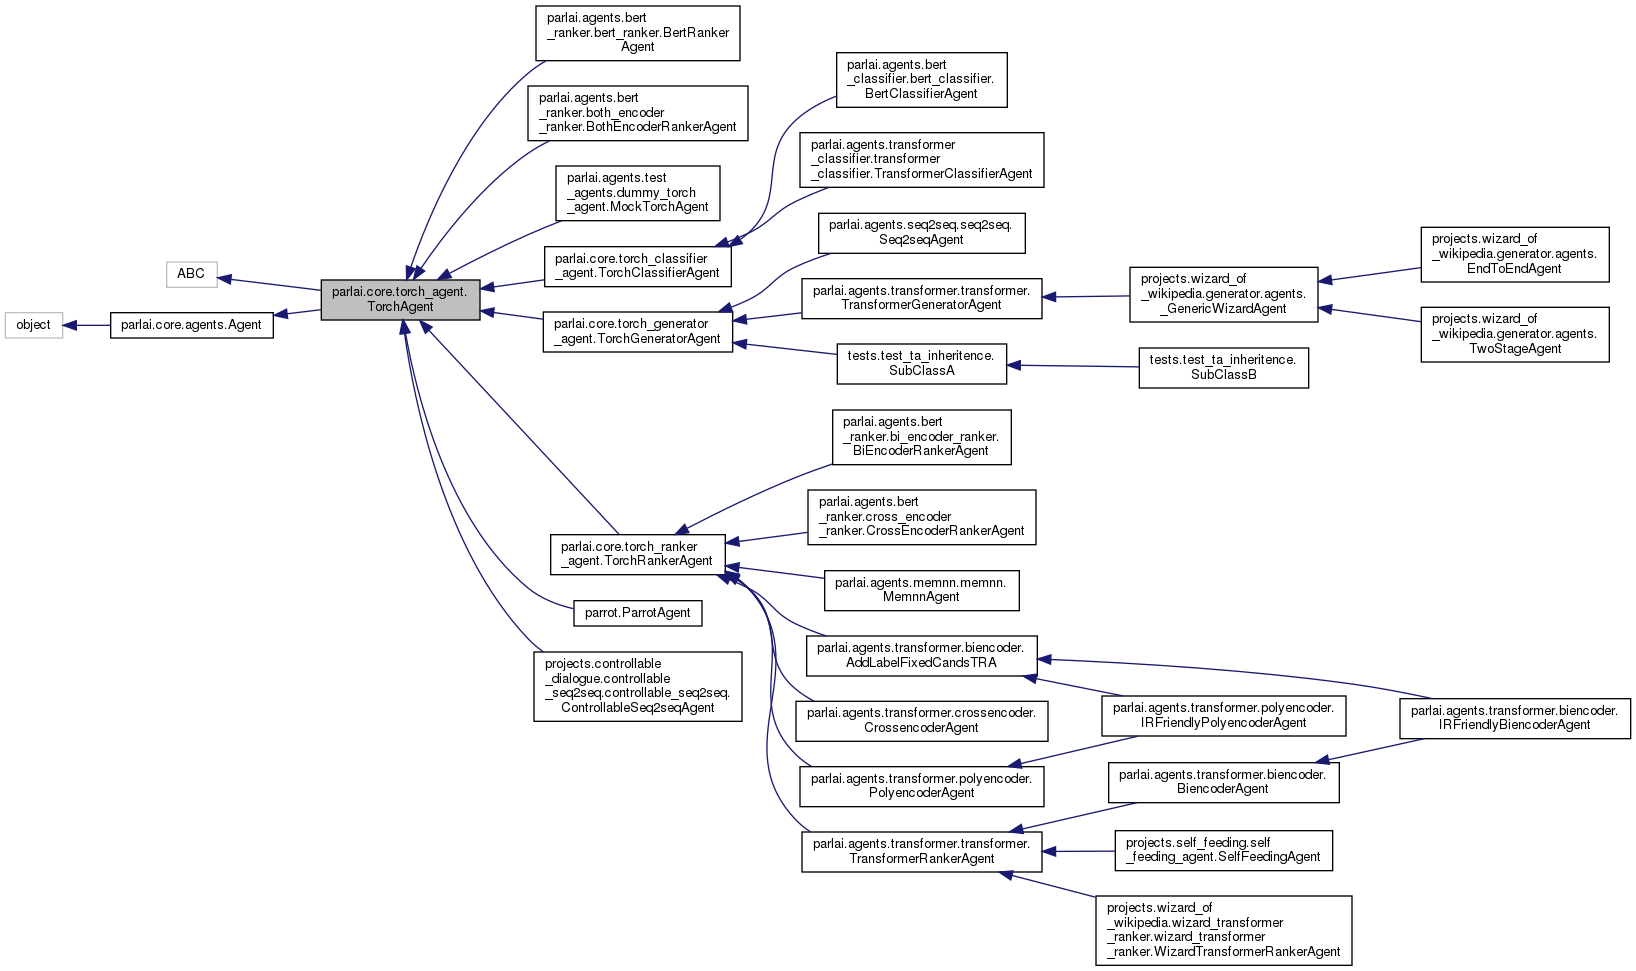 parlai.agents.bert
_ranker.bert_ranker.BertRanker
Agent
parlai.agents.bert
_ranker.both_encoder
_ranker.BothEncoderRankerAgent
parlai.agents.test
_agents.dummy_torch
_agent.MockTorchAgent
parlai.core.torch_classifier
_agent.TorchClassifierAgent
parlai.agents.bert
_classifier.bert_classifier.
BertClassifierAgent
parlai.agents.transformer
_classifier.transformer
_classifier.TransformerClassifierAgent
parlai.agents.seq2seq.seq2seq.
Seq2seqAgent
ABC
object
parlai.core.agents.Agent
parlai.core.torch_agent.
TorchAgent
parlai.core.torch_generator
_agent.TorchGeneratorAgent
parlai.agents.transformer.transformer.
TransformerGeneratorAgent
projects.wizard_of
_wikipedia.generator.agents.
_GenericWizardAgent
projects.wizard_of
_wikipedia.generator.agents.
EndToEndAgent
projects.wizard_of
_wikipedia.generator.agents.
TwoStageAgent
tests.test_ta_inheritence.
SubClassA
tests.test_ta_inheritence.
SubClassB
parlai.agents.bert
_ranker.bi_encoder_ranker.
BiEncoderRankerAgent
parlai.agents.bert
_ranker.cross_encoder
_ranker.CrossEncoderRankerAgent
parlai.core.torch_ranker
_agent.TorchRankerAgent
parlai.agents.memnn.memnn.
MemnnAgent
parrot.ParrotAgent
projects.controllable
_dialogue.controllable
_seq2seq.controllable_seq2seq.
ControllableSeq2seqAgent
parlai.agents.transformer.biencoder.
AddLabelFixedCandsTRA
parlai.agents.transformer.crossencoder.
CrossencoderAgent
parlai.agents.transformer.polyencoder.
IRFriendlyPolyencoderAgent
parlai.agents.transformer.biencoder.
IRFriendlyBiencoderAgent
parlai.agents.transformer.polyencoder.
PolyencoderAgent
parlai.agents.transformer.biencoder.
BiencoderAgent
parlai.agents.transformer.transformer.
TransformerRankerAgent
projects.self_feeding.self
_feeding_agent.SelfFeedingAgent
projects.wizard_of
_wikipedia.wizard_transformer
_ranker.wizard_transformer
_ranker.WizardTransformerRankerAgent